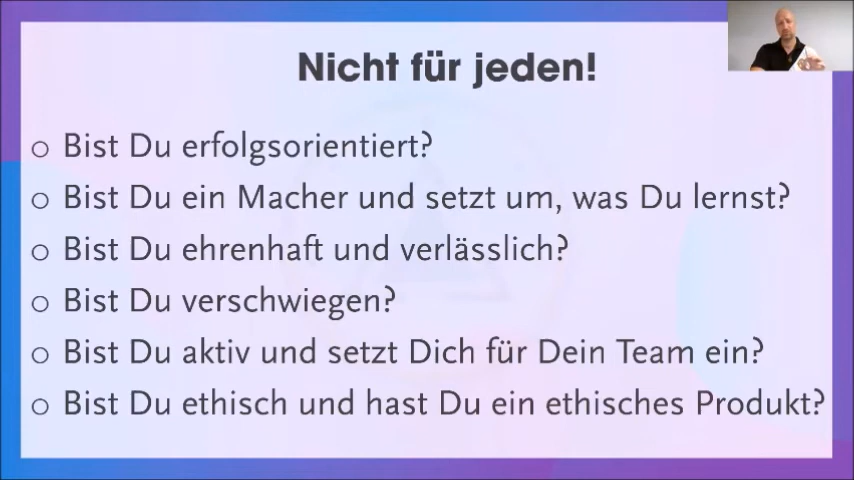 Nicht für jeden!
o Bist Du erfolgsorientiert?
o Bist Du ein Macher und setzt um, was Du lernst?
o Bist Du ehrenhaft und verlässlich?
o Bist Du verschwiegen?
o Bist Du aktiv und setzt Dich für Dein Team ein?
o Bist Du ethisch und hast Du ein ethisches Produkt?